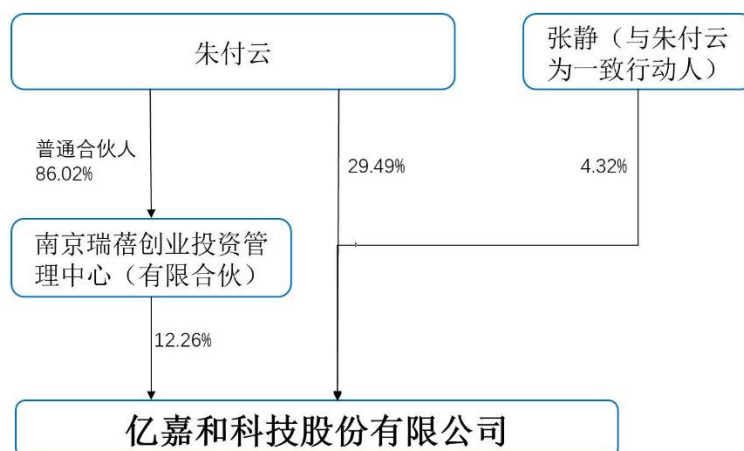 朱付云
张静（与朱付云
为一致行动人）
普通合伙人
86.02%
29.49%
4.32%
南京瑞蓓创业投资管
理中心（有限合伙）
12.26%
亿嘉和科技股份有限公司